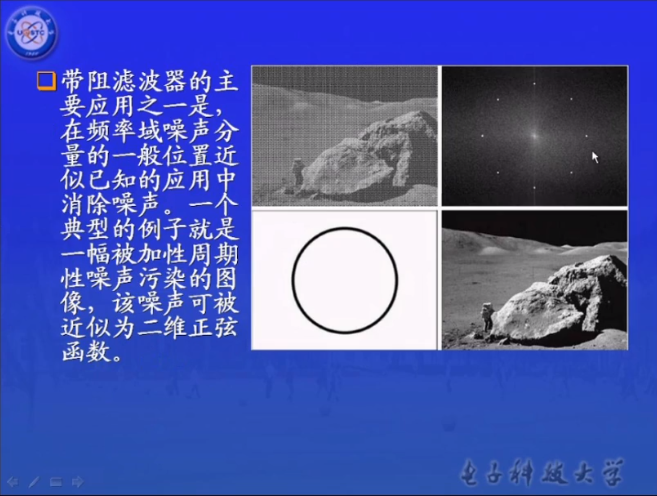 带阻滤波器的主
要应用之一是，
在频率域噪声分
量的一般位置近
似已知的应用中
消除噪声。一个
典型的例子就是
一幅被加性周期
性噪声污染的图
像，该噪声可被
近似为二维正弦
函数。
电子科技大学